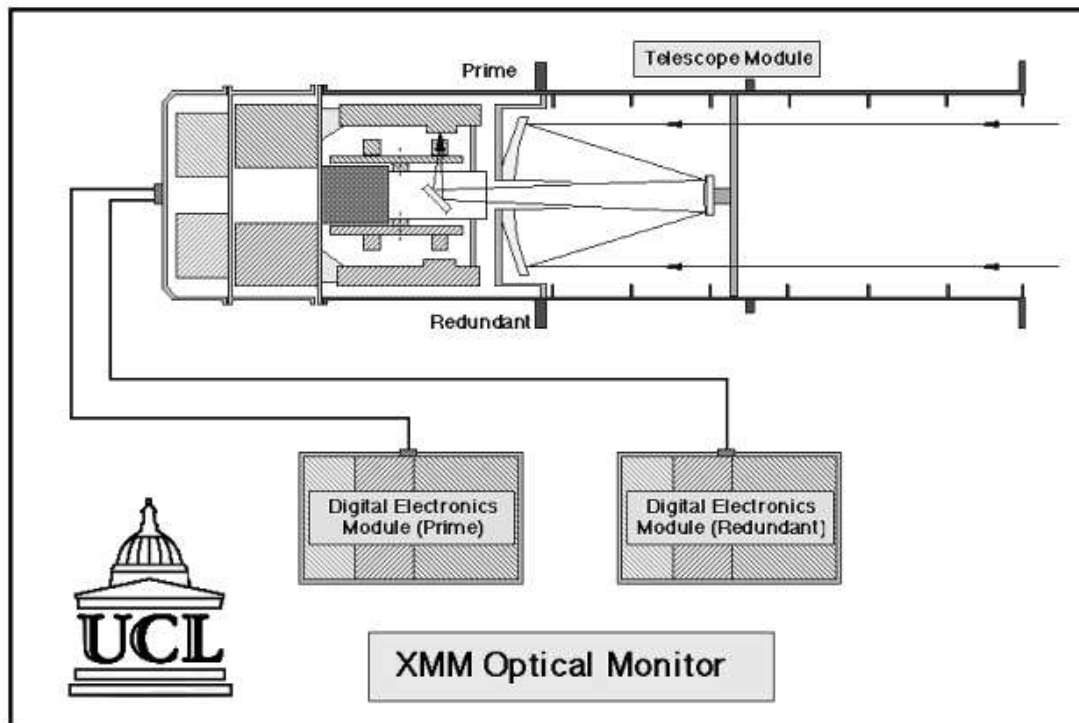 Telescope Module
Prime
Redundant
Digital Electronics
Module (Prime)
Digital Electronics
Module (Redundant)
UCL
XMM Optical Monitor